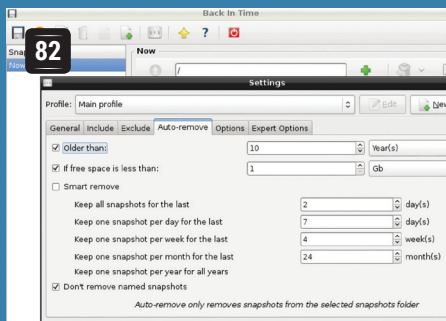 Back In Time
Snap
82
Now
Now
/
Settings
Profile: Main profile Edit New
General Include Exclude Auto-remove Options Expert Options
Older than: 10 Year(s)
If free space is less than: 1 Gb
Smart remove
Keep all snapshots for the last 2 day(s)
Keep one snapshot per day for the last 7 day(s)
Keep one snapshot per week for the last 4 week(s)
Keep one snapshot per month for the last 24 month(s)
Keep one snapshot per year for all years
Don't remove named snapshots
Auto-remove only removes snapshots from the selected snapshots folder